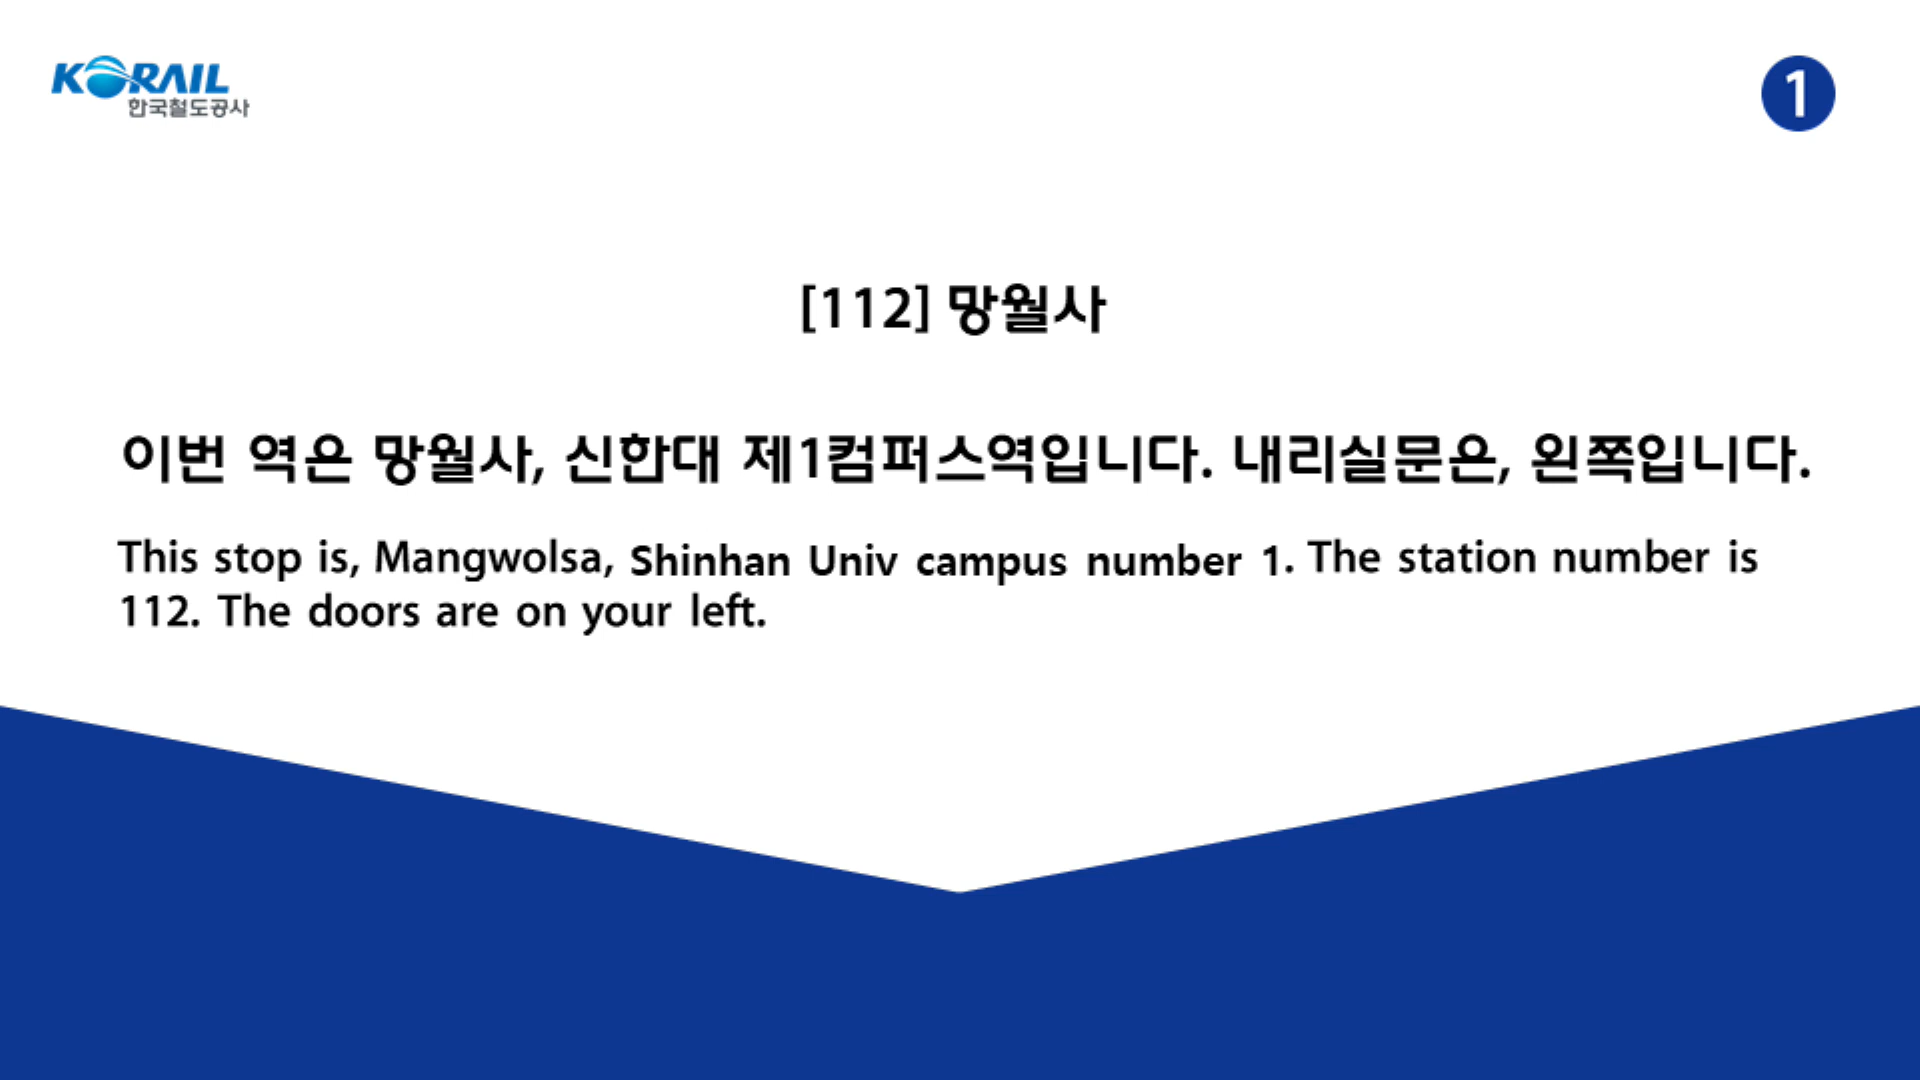 KORAIL
한국철도공사
1
[112] 망월사
이번 역은 망월사, 신한대 제1컴퍼스역입니다. 내리실문은, 왼쪽입니다.
This stop is, Mangwolsa, Shinhan Univ campus number 1. The station number is
112. The doors are on your left.